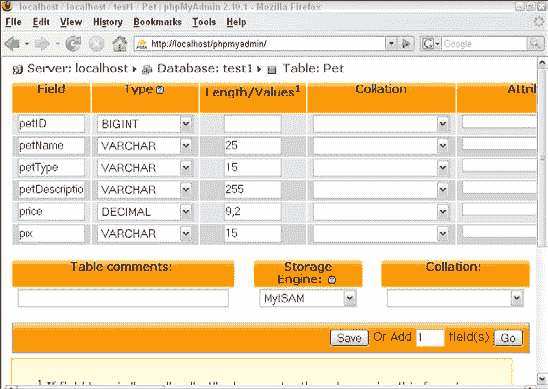 localhost / localhost / test1 / Pet | phpMyAdmin 2.10.1 - Mozilla Firefox
File Edit View History Bookmarks Tools Help
http://localhost/phpmyadmin/ Google
Server: localhost Database: test1 Table: Pet
Field Type Length/Values1 Collation Attri
petID BIGINT
petName VARCHAR 25
petType VARCHAR 15
petDescriptio VARCHAR 255
price DECIMAL 9,2
pix VARCHAR 15
Table comments: Storage Engine: Collation:
MyISAM
Save Or Add 1 field(s) Go